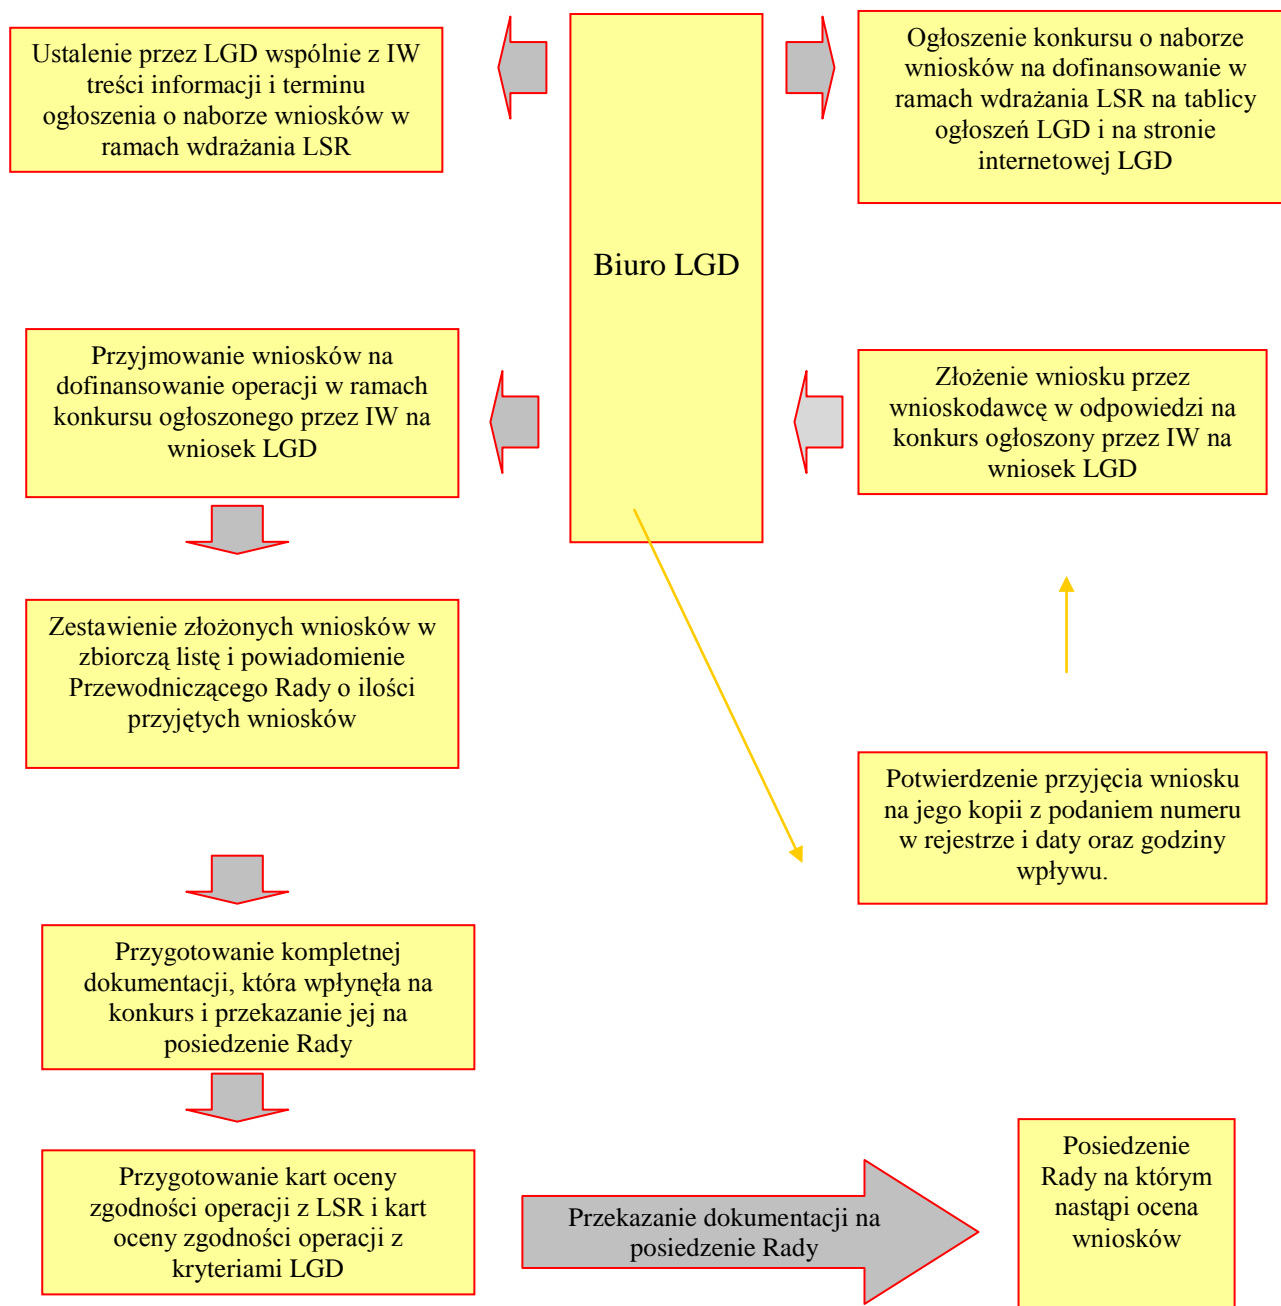 Ustalenie przez LGD wspólnie z IW
treści informacji i terminu
ogłoszenia o naborze wniosków w
ramach wdrażania LSR
Biuro LGD
Ogłoszenie konkursu o naborze
wniosków na dofinansowanie w
ramach wdrażania LSR na tablicy
ogłoszeń LGD i na stronie
internetowej LGD
Przyjmowanie wniosków na
dofinansowanie operacji w ramach
konkursu ogłoszonego przez IW na
wniosek LGD
Złożenie wniosku przez
wnioskodawcę w odpowiedzi na
konkurs ogłoszony przez IW na
wniosek LGD
Zestawienie złożonych wniosków w
zbiorczą listę i powiadomienie
Przewodniczącego Rady o ilości
przyjętych wniosków
Potwierdzenie przyjęcia wniosku
na jego kopii z podaniem numeru
w rejestrze i daty oraz godziny
wpływu.
Przygotowanie kompletnej
dokumentacji, która wpłynęła na
konkurs i przekazanie jej na
posiedzenie Rady
Przygotowanie kart oceny
zgodności operacji z LSR i kart
oceny zgodności operacji z
kryteriami LGD
Przekazanie dokumentacji na
posiedzenie Rady
Posiedzenie
Rady na którym
nastąpi ocena
wniosków